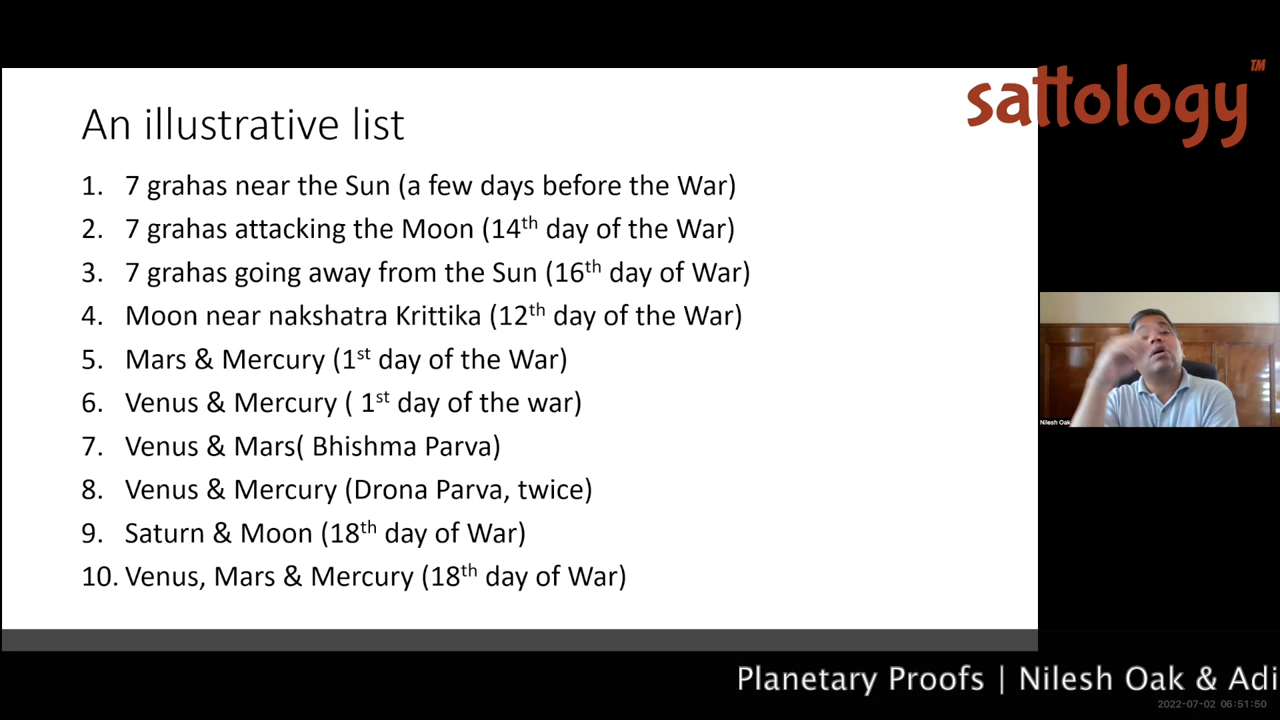 sattology™
An illustrative list
1. 7 grahas near the Sun (a few days before the War)
2. 7 grahas attacking the Moon (14th day of the War)
3. 7 grahas going away from the Sun (16th day of War)
4. Moon near nakshatra Krittika (12th day of the War)
5. Mars & Mercury (1st day of the War)
6. Venus & Mercury ( 1st day of the war)
7. Venus & Mars( Bhishma Parva)
8. Venus & Mercury (Drona Parva, twice)
9. Saturn & Moon (18th day of War)
10. Venus, Mars & Mercury (18th day of War)
Nilesh Oak
Planetary Proofs | Nilesh Oak & Adi
2022-07-02 06:51:50